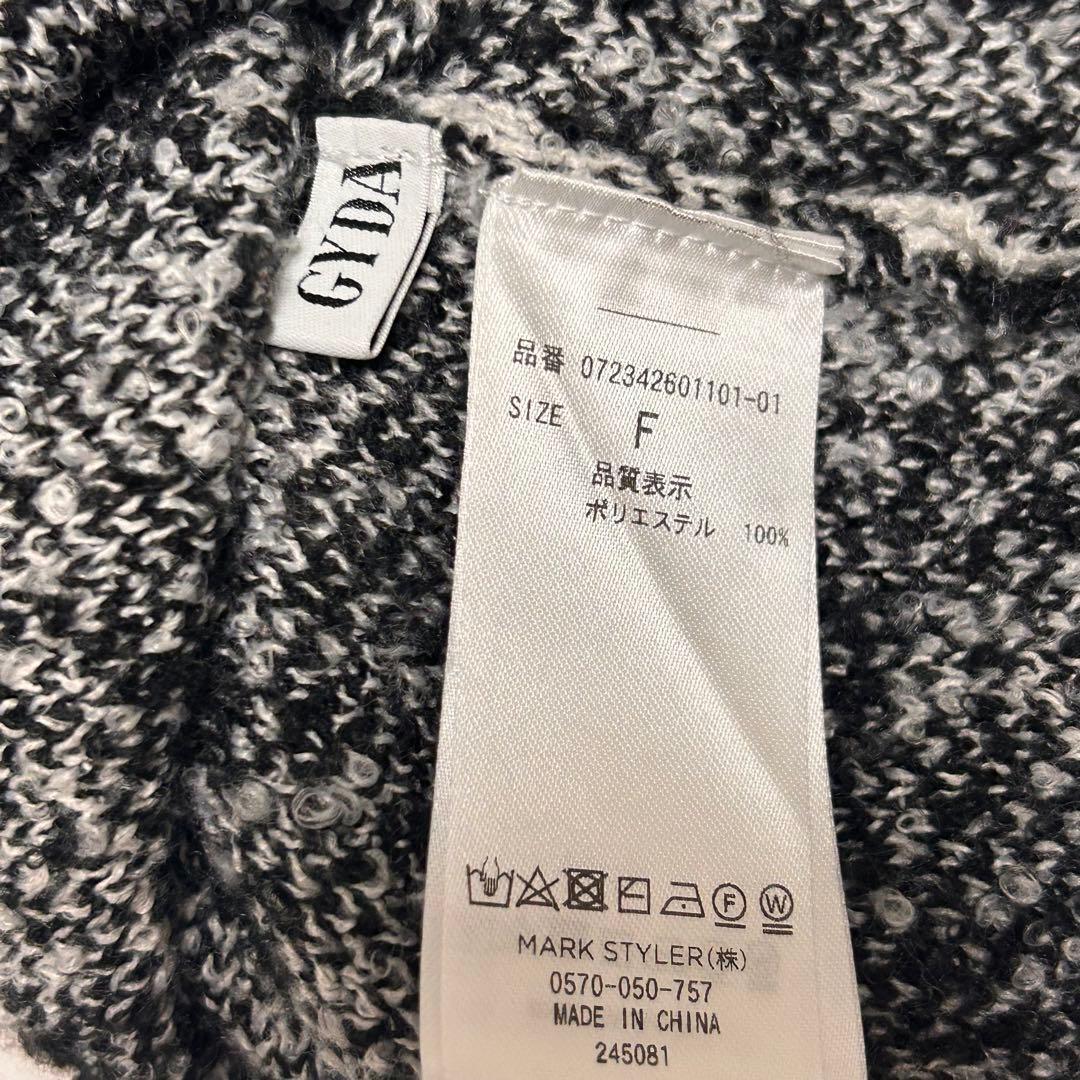 GYDA
品番 072342601101-01
SIZE F
品質表示
ポリエステル 100%
F W
MARK STYLER(株)
0570-050-757
MADE IN CHINA
245081